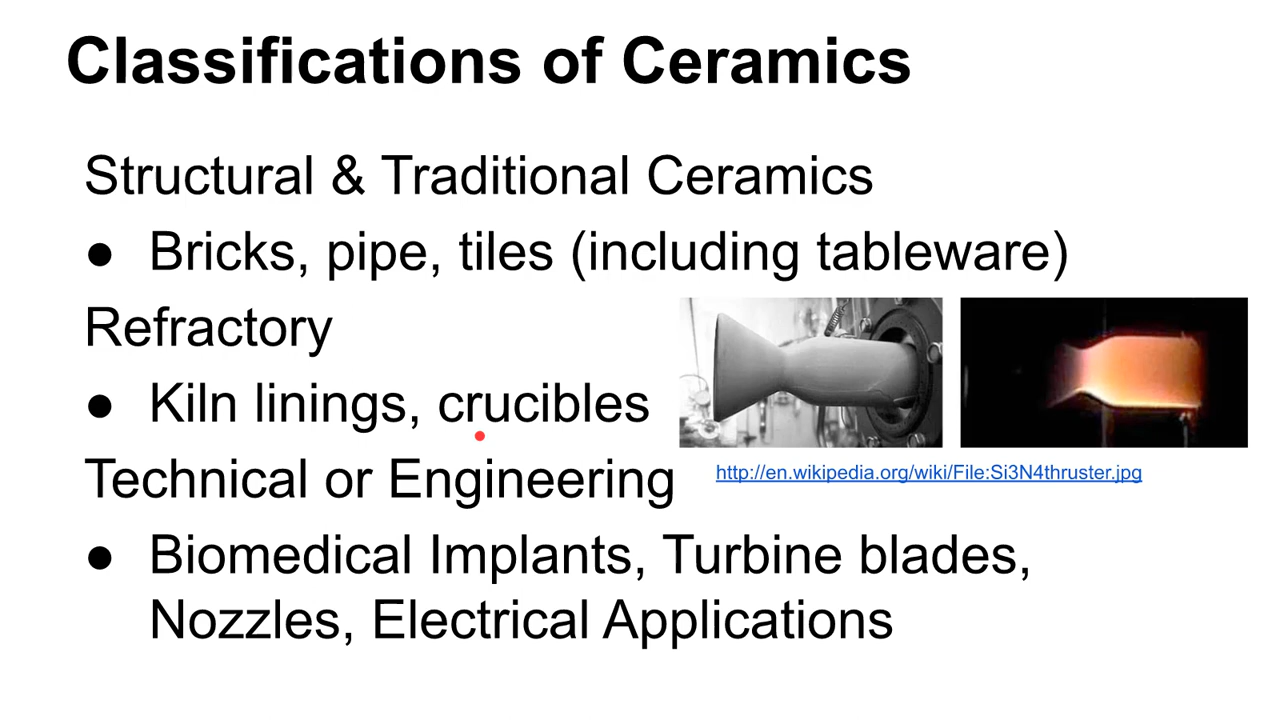 Classifications of Ceramics
Structural & Traditional Ceramics
● Bricks, pipe, tiles (including tableware)
Refractory
● Kiln linings, crucibles
Technical or Engineering
http://en.wikipedia.org/wiki/File:Si3N4thruster.jpg
● Biomedical Implants, Turbine blades,
Nozzles, Electrical Applications